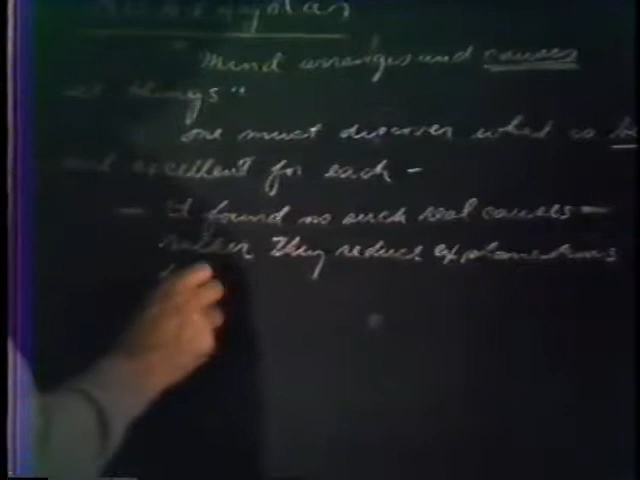 Mind arranges and causes
all things"
one must discover what is
and excellent for each -
- I found no such real causes -
rather they reduce explanations